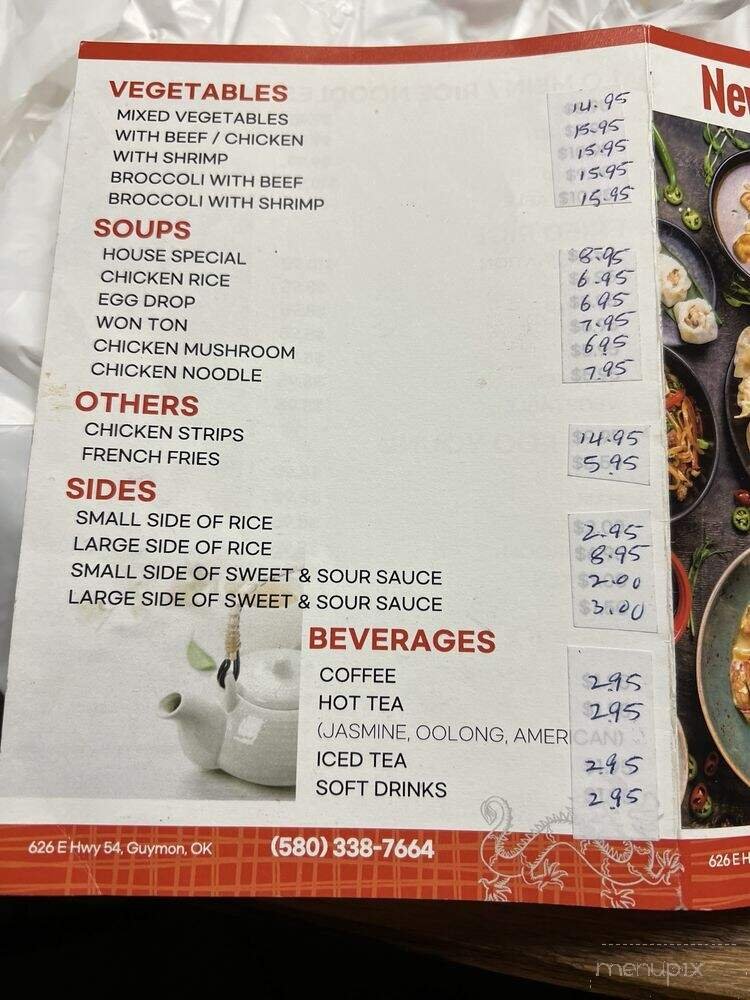 VEGETABLES
MIXED VEGETABLES 14.95
WITH BEEF / CHICKEN 15.95
WITH SHRIMP 15.95
BROCCOLI WITH BEEF 15.95
BROCCOLI WITH SHRIMP 15.95
SOUPS
HOUSE SPECIAL 8.95
CHICKEN RICE 6.95
EGG DROP 6.95
WON TON 7.95
CHICKEN MUSHROOM 6.95
CHICKEN NOODLE 7.95
OTHERS
CHICKEN STRIPS 14.95
FRENCH FRIES 5.95
SIDES
SMALL SIDE OF RICE 2.95
LARGE SIDE OF RICE 8.95
SMALL SIDE OF SWEET & SOUR SAUCE 2.00
LARGE SIDE OF SWEET & SOUR SAUCE 3.00
BEVERAGES
COFFEE 2.95
HOT TEA 2.95
(JASMINE, OOLONG, AMERICAN)
ICED TEA 2.95
SOFT DRINKS 2.95
626 E Hwy 54, Guymon, OK (580) 338-7664
626 E H
menupix